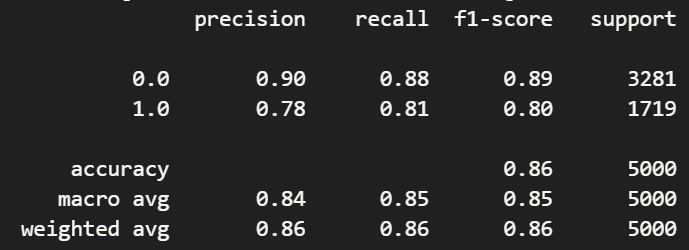 precision recall f1-score support
0.0 0.90 0.88 0.89 3281
1.0 0.78 0.81 0.80 1719
accuracy 0.86 5000
macro avg 0.84 0.85 0.85 5000
weighted avg 0.86 0.86 0.86 5000